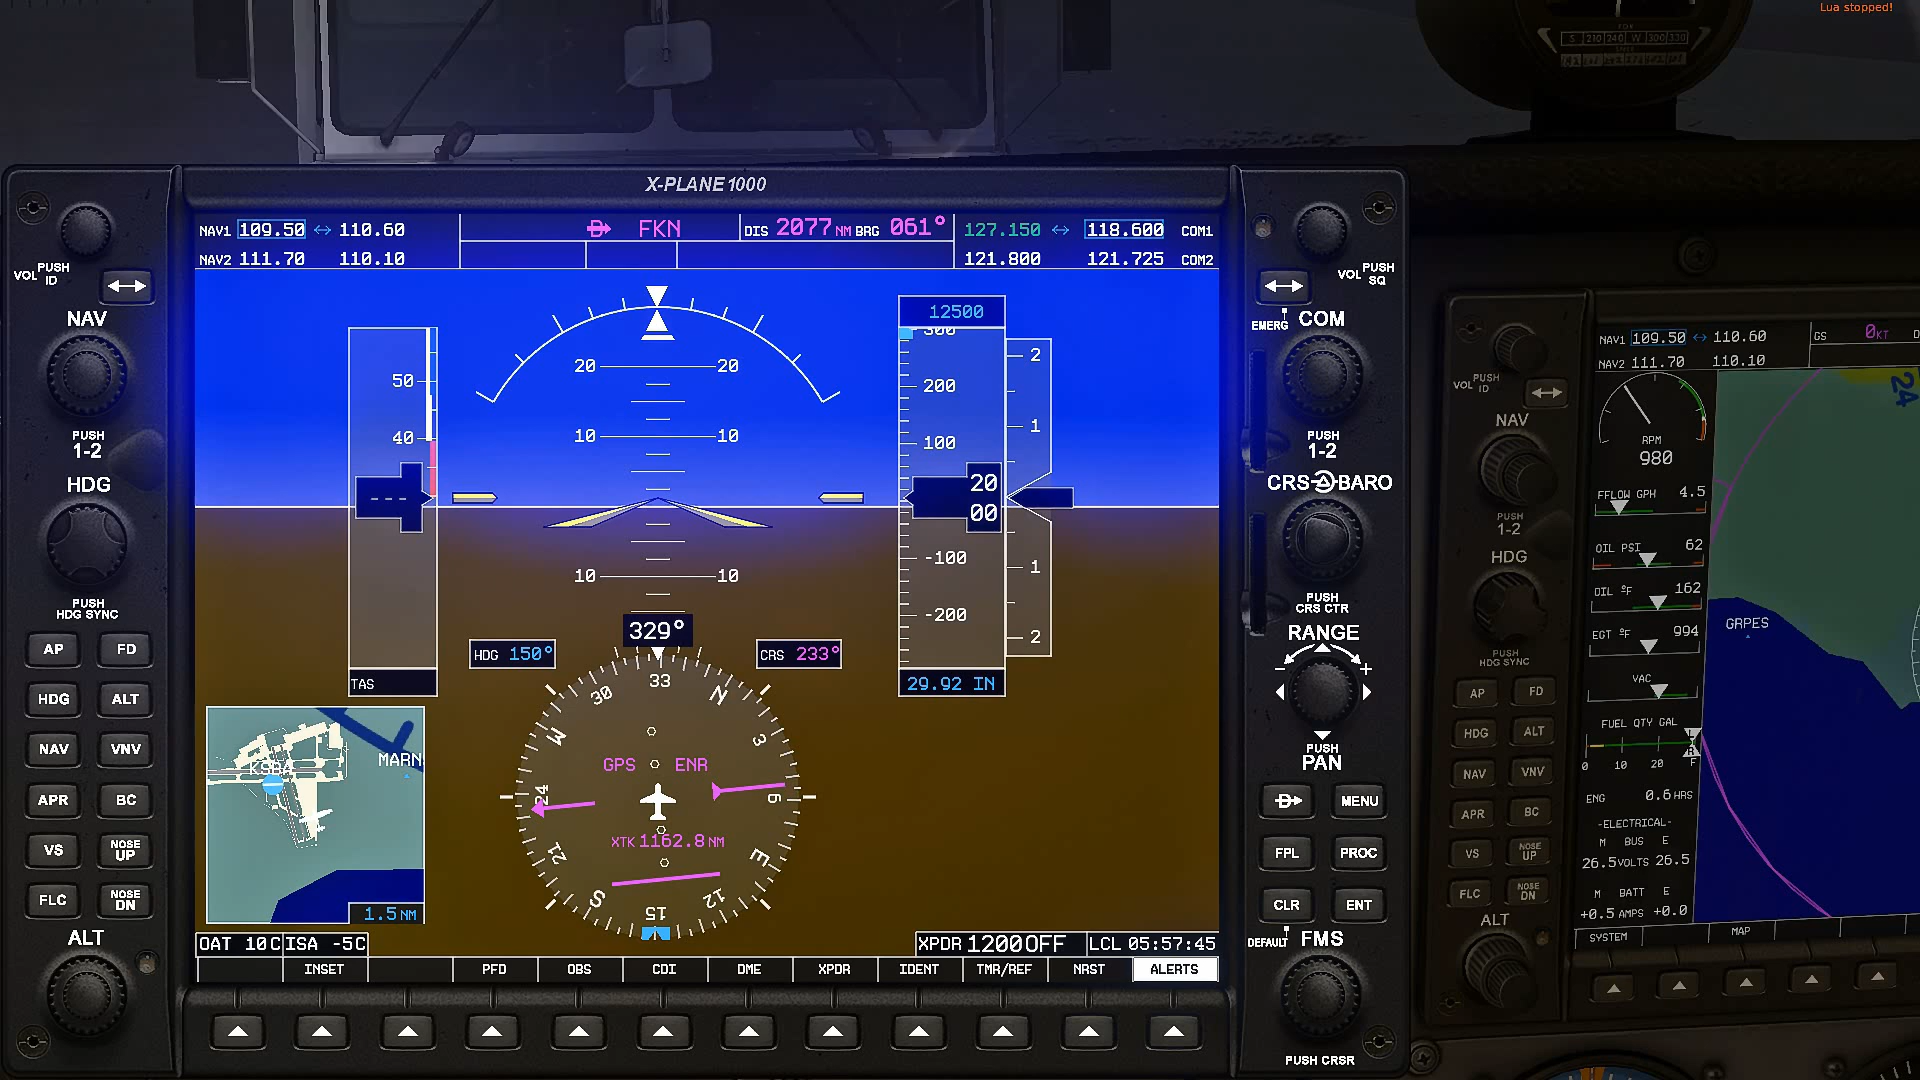 Lua stopped!
S 210 240 W 300 330
X-PLANE 1000
NAV1 109.50 ↔ 110.60
FKN
DIS 2077NM BRG 061°
127.150 ↔ 118.600 COM1
NAV2 111.70 110.10
121.800 121.725 COM2
VOL PUSH ID
NAV
PUSH 1-2
HDG
PUSH HDG SYNC
AP FD
HDG ALT
NAV VNV
APR BC
VS NOSE UP
FLC NOSE DN
ALT
50
40
---
TAS
20 20
10 10
10 10
12500
300
200
100
20
00
-100
-200
29.92 IN
2
1
1
2
329°
HDG 150°
CRS 233°
33 N 3 6 E 12 15 S 21 24 W 30
GPS ENR
XTK 1162.8NM
KSBA
MARN
1.5NM
OAT 10C ISA -5C
XPDR 1200 OFF
LCL 05:57:45
INSET PFD OBS CDI DME XPDR IDENT TMR/REF NRST ALERTS
VOL PUSH SQ
EMERG COM
PUSH 1-2
CRS BARO
PUSH CRS CTR
RANGE
- +
PUSH PAN
MENU
FPL PROC
CLR ENT
DEFAULT FMS
PUSH CRSR
NAV1 109.50 ↔ 110.60
GS 0KT D
NAV2 111.70 110.10
VOL PUSH ID
NAV
PUSH 1-2
HDG
PUSH HDG SYNC
AP FD
HDG ALT
NAV VNV
APR BC
VS NOSE UP
FLC NOSE DN
ALT
RPM
980
FFLOW GPH 4.5
OIL PSI 62
OIL °F 162
EGT °F 994
VAC
FUEL QTY GAL
L
R
0 10 20 F
ENG 0.6 HRS
-ELECTRICAL-
M BUS E
26.5 VOLTS 26.5
M BATT E
+0.5 AMPS +0.0
24
GRPES
SYSTEM MAP